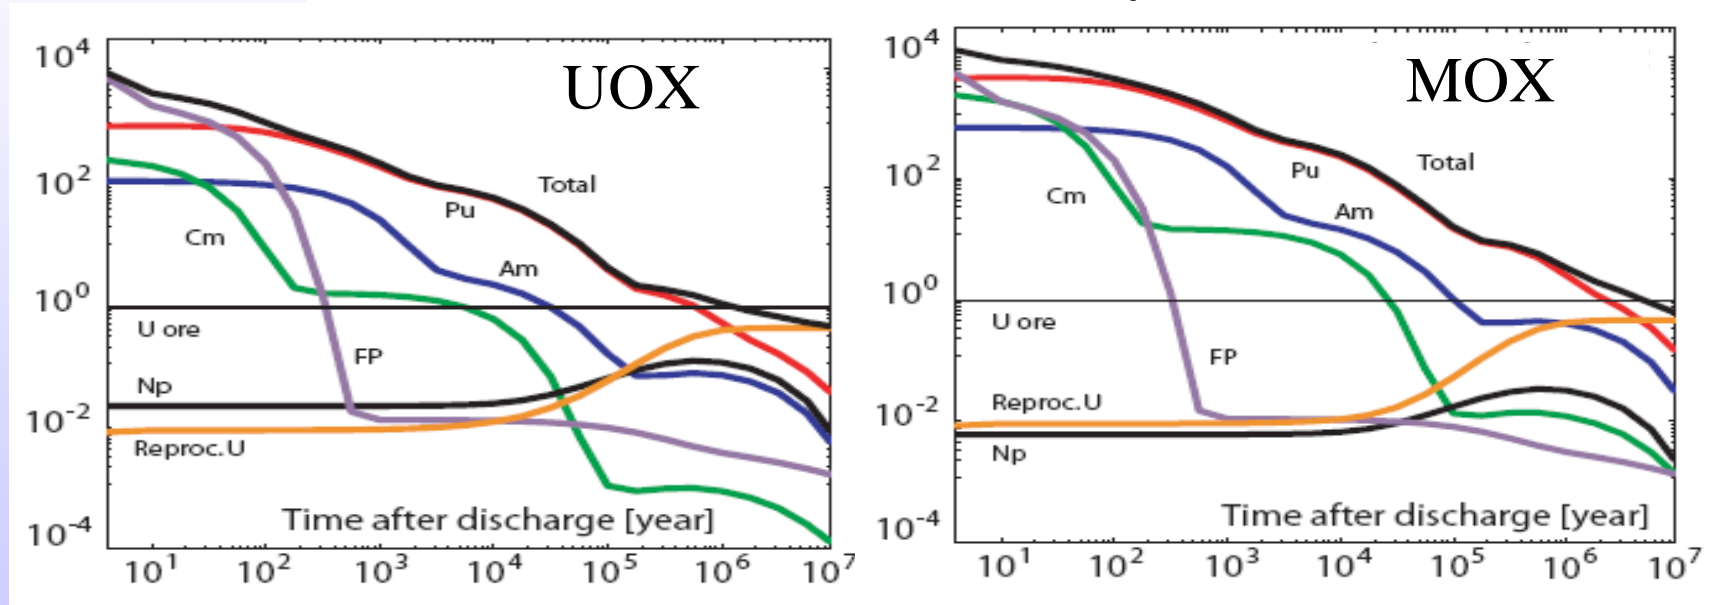 UOX
10⁴
10²
10⁰
10⁻²
10⁻⁴
Total
Pu
Cm
Am
U ore
FP
Np
Reproc.U
Time after discharge [year]
10¹ 10² 10³ 10⁴ 10⁵ 10⁶ 10⁷
MOX
10⁴
10²
10⁰
10⁻²
10⁻⁴
Total
Pu
Cm
Am
U ore
FP
Reproc.U
Np
Time after discharge [year]
10¹ 10² 10³ 10⁴ 10⁵ 10⁶ 10⁷